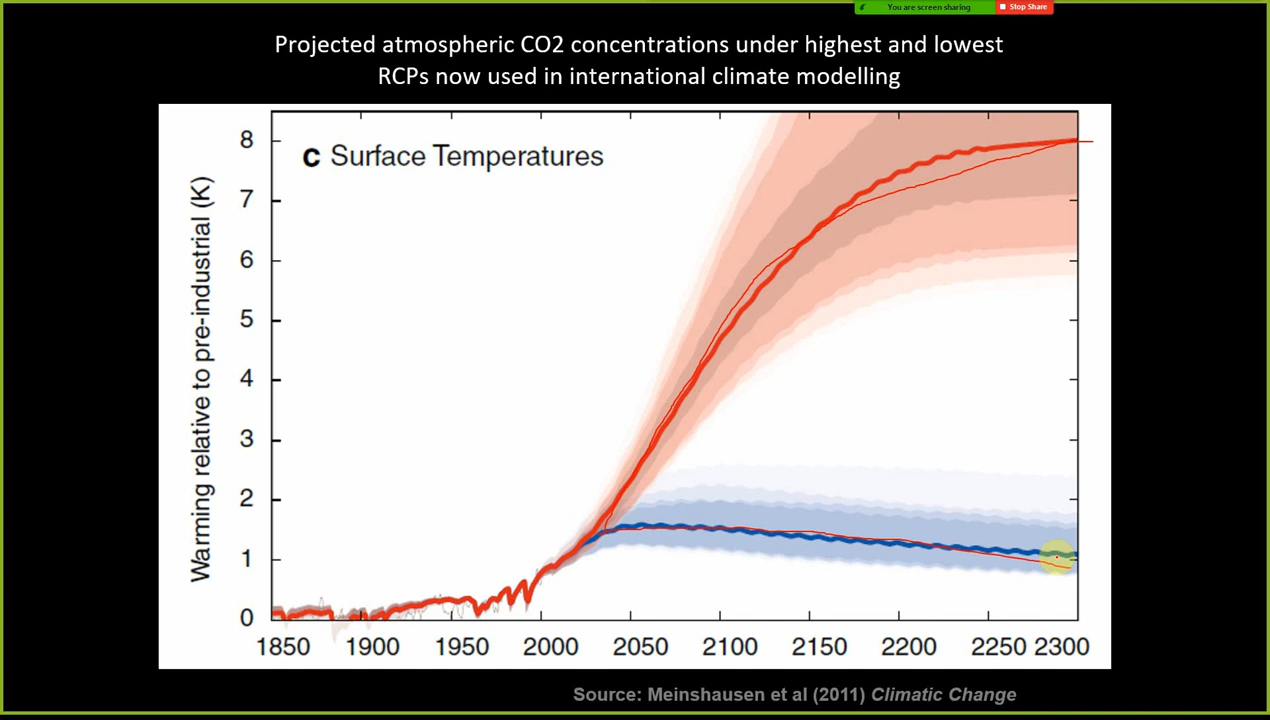 You are screen sharing
Stop Share
Projected atmospheric CO2 concentrations under highest and lowest
RCPs now used in international climate modelling
c Surface Temperatures
Warming relative to pre-industrial (K)
8
7
6
5
4
3
2
1
0
1850 1900 1950 2000 2050 2100 2150 2200 2250 2300
Source: Meinshausen et al (2011) Climatic Change